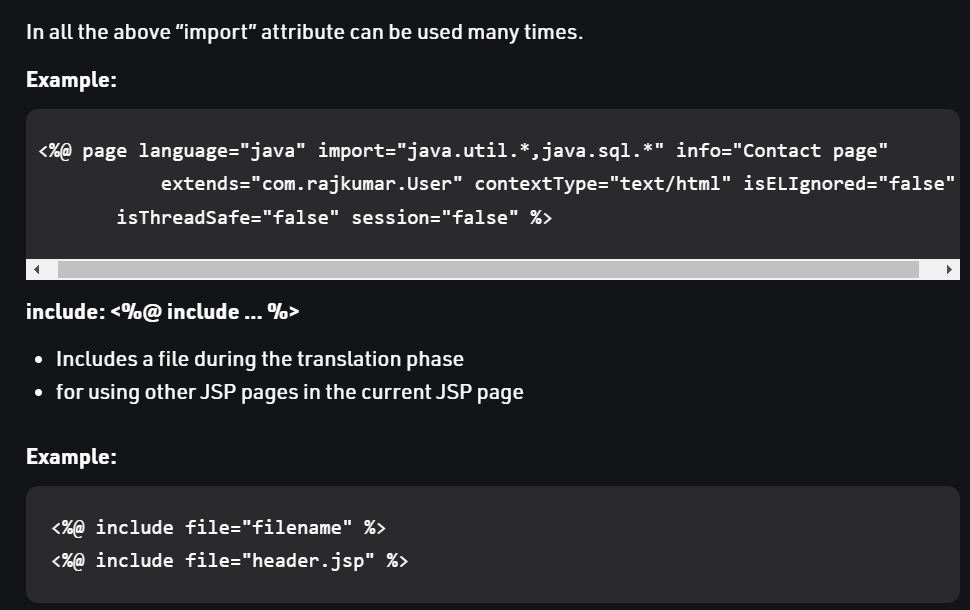 In all the above “import” attribute can be used many times.
Example:
<%@ page language="java" import="java.util.*,java.sql.*" info="Contact page"
extends="com.rajkumar.User" contextType="text/html" isELIgnored="false"
isThreadSafe="false" session="false" %>
include: <%@ include ... %>
• Includes a file during the translation phase
• for using other JSP pages in the current JSP page
Example:
<%@ include file="filename" %>
<%@ include file="header.jsp" %>